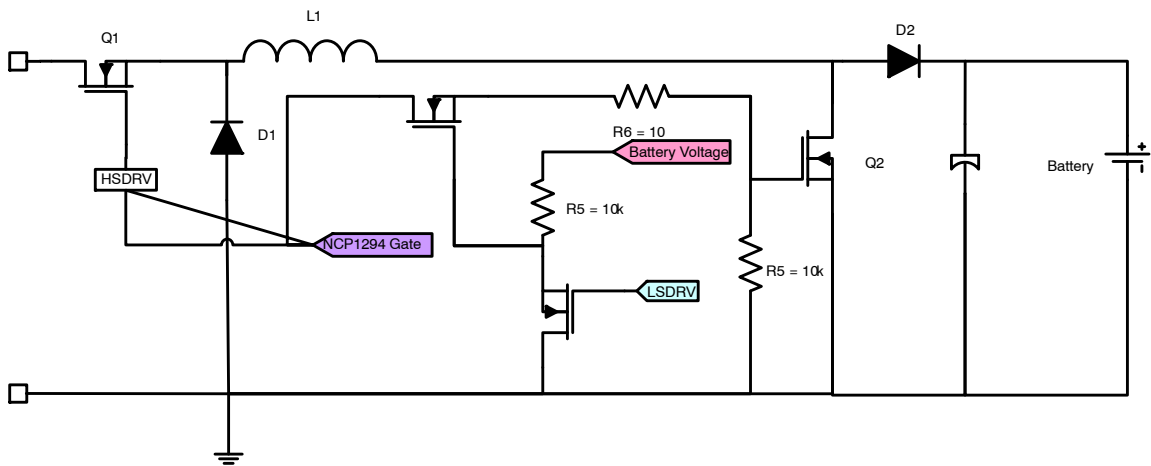 L1
D2
Q1
D1
R6 = 10
Battery Voltage
HSDRV
Q2
Battery
+
-
R5 = 10k
NCP1294 Gate
R5 = 10k
LSDRV